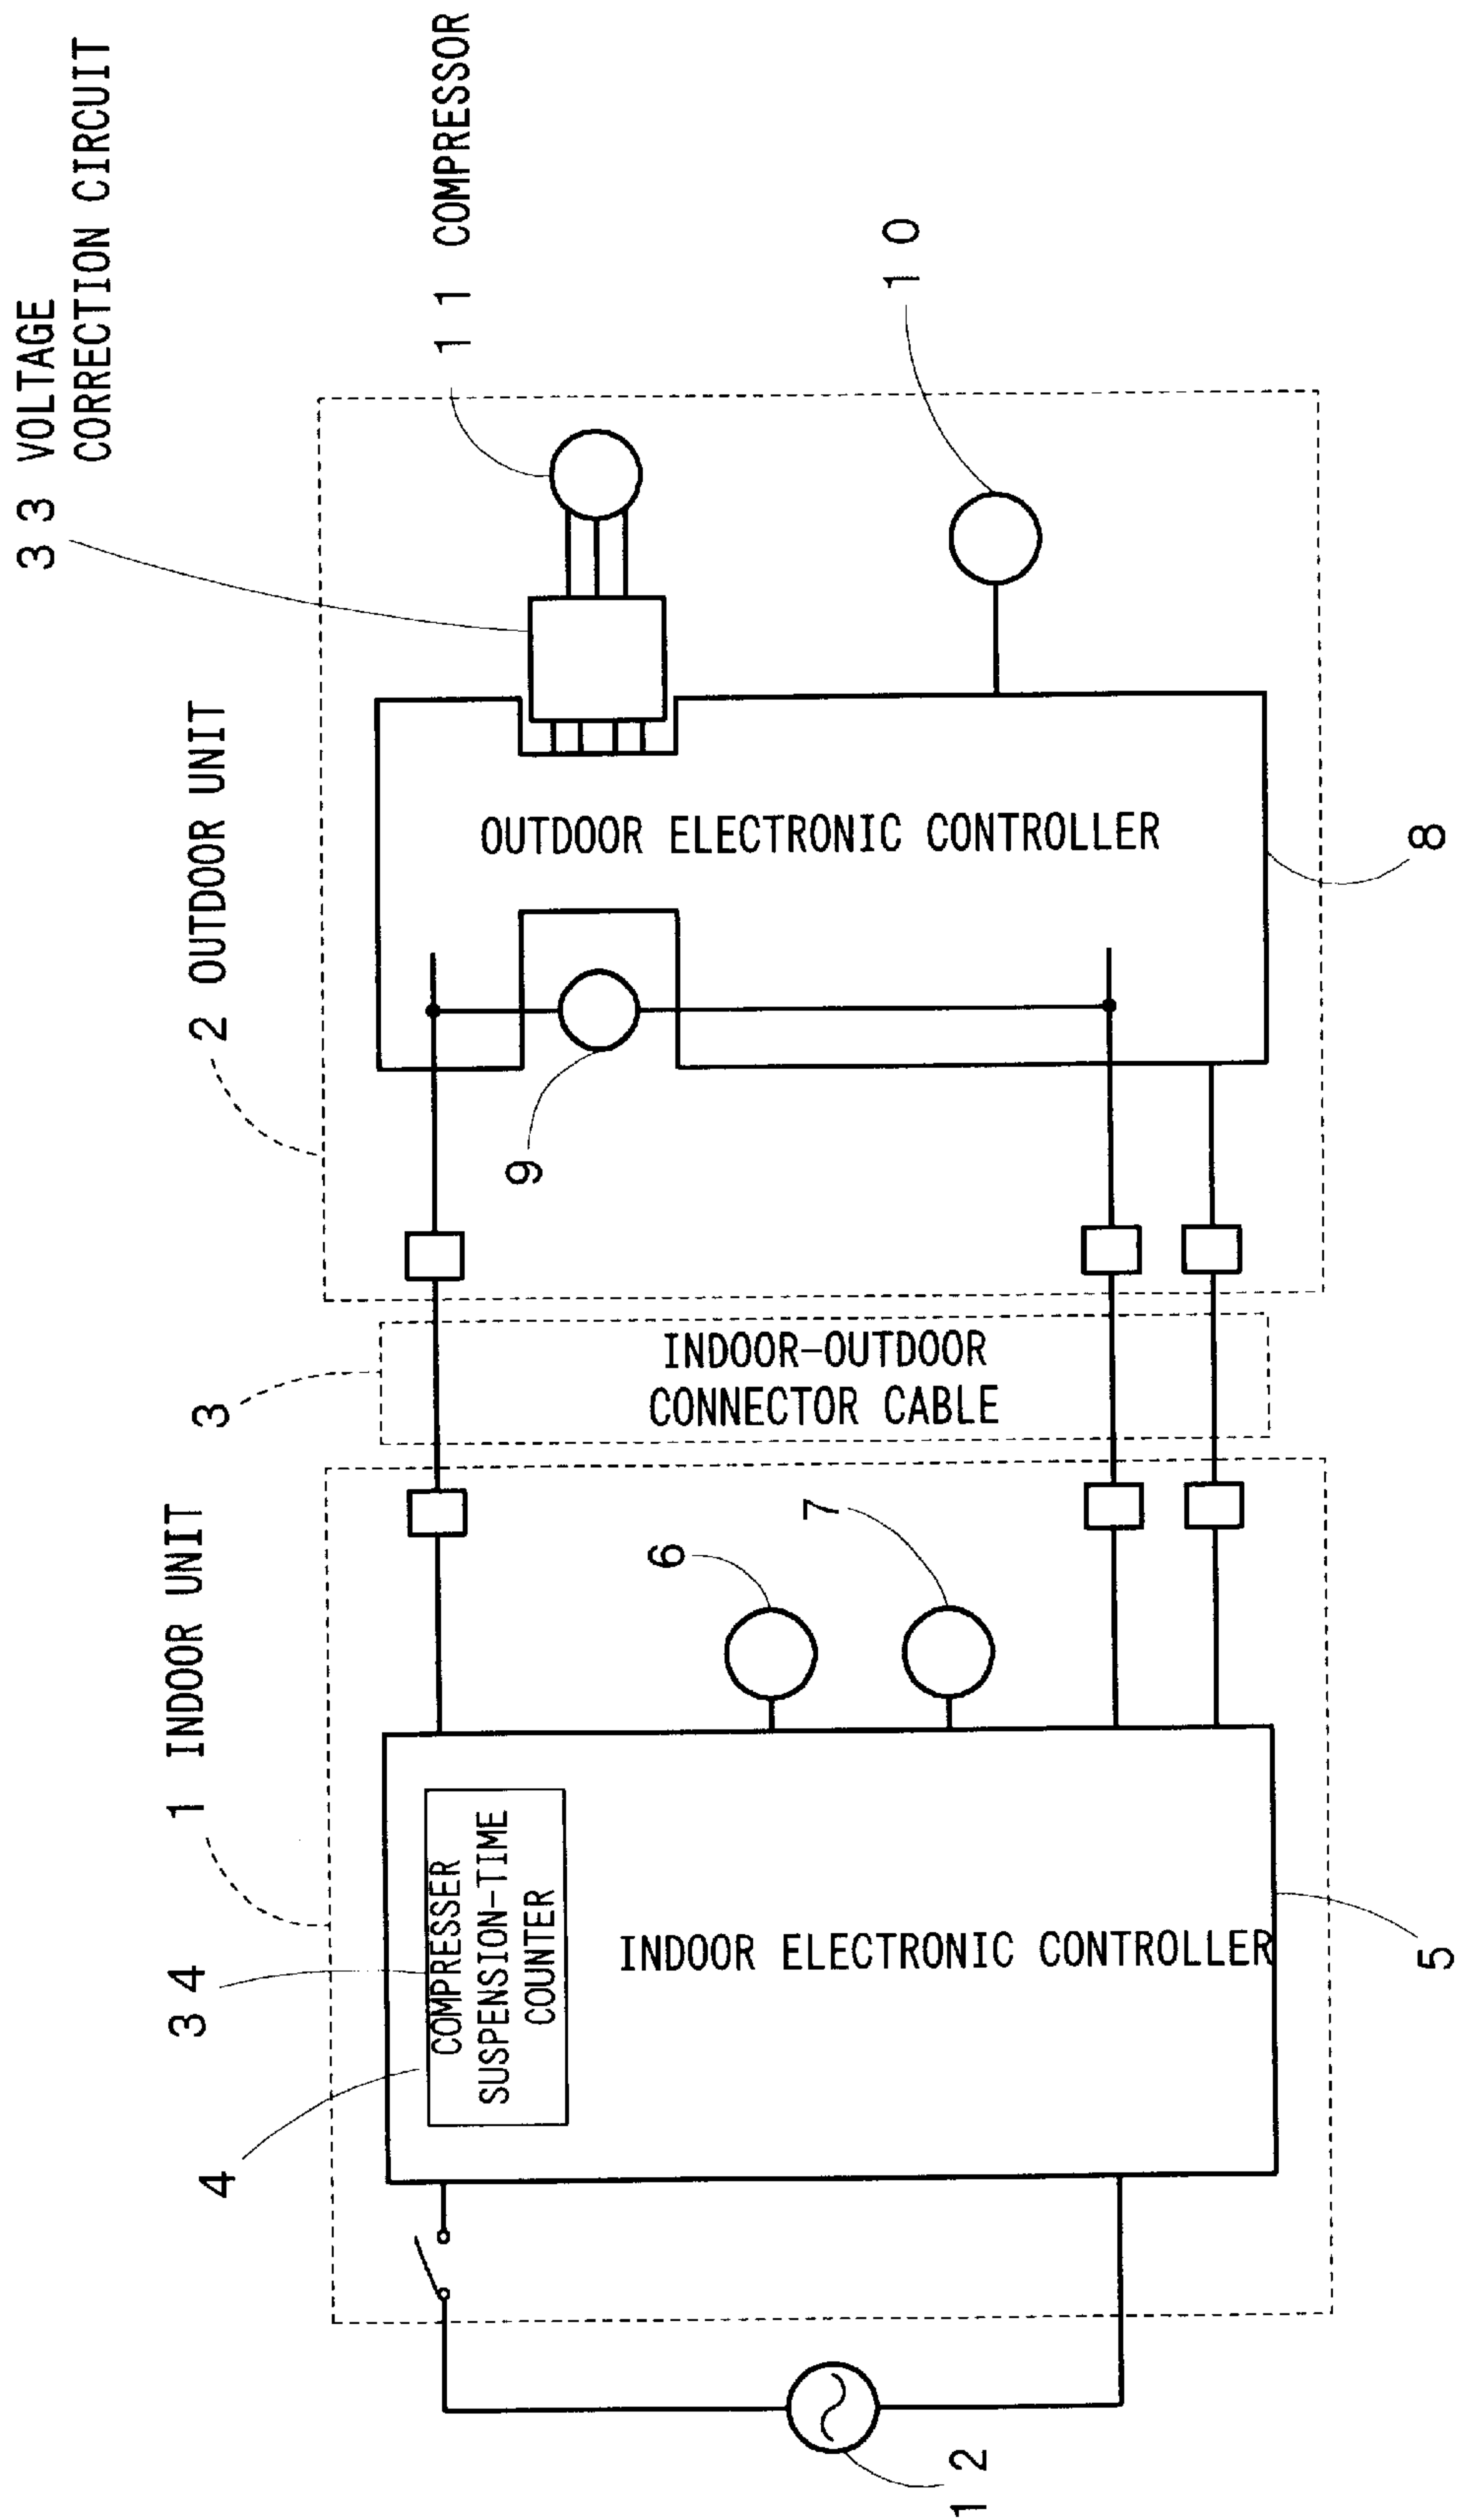 33 VOLTAGE
CORRECTION CIRCUIT
11 COMPRESSOR
10
2 OUTDOOR UNIT
OUTDOOR ELECTRONIC CONTROLLER
8
9
3
INDOOR-OUTDOOR
CONNECTOR CABLE
1 INDOOR UNIT
6
7
34
4
COMPRESSER
SUSPENSION-TIME
COUNTER
INDOOR ELECTRONIC CONTROLLER
5
12